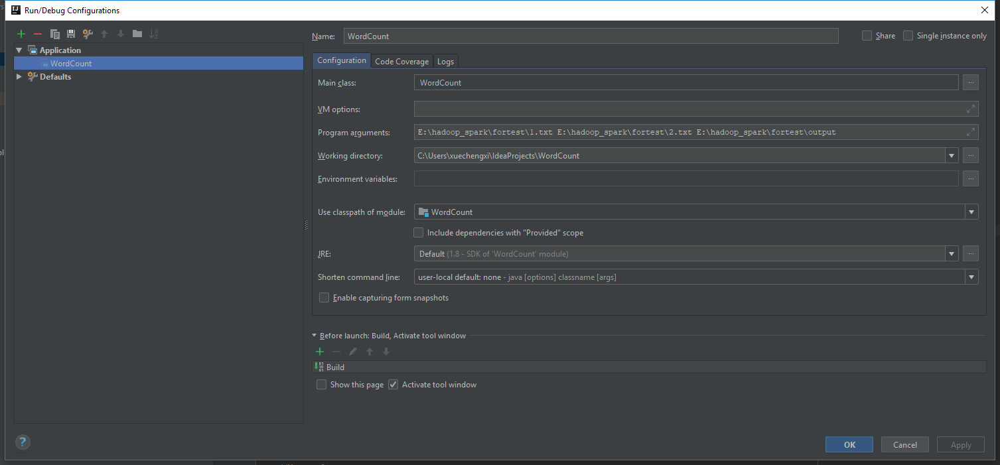 Run/Debug Configurations
Application
WordCount
Defaults
Name: WordCount
Share
Single instance only
Configuration
Code Coverage
Logs
Main class: WordCount ...
VM options:
Program arguments: E:\hadoop_spark\fortest\1.txt E:\hadoop_spark\fortest\2.txt E:\hadoop_spark\fortest\output
Working directory: C:\Users\xuechengxi\IdeaProjects\WordCount ...
Environment variables: ...
Use classpath of module: WordCount
Include dependencies with "Provided" scope
JRE: Default (1.8 - SDK of 'WordCount' module) ...
Shorten command line: user-local default: none - java [options] classname [args]
Enable capturing form snapshots
Before launch: Build, Activate tool window
Build
Show this page
Activate tool window
?
OK
Cancel
Apply